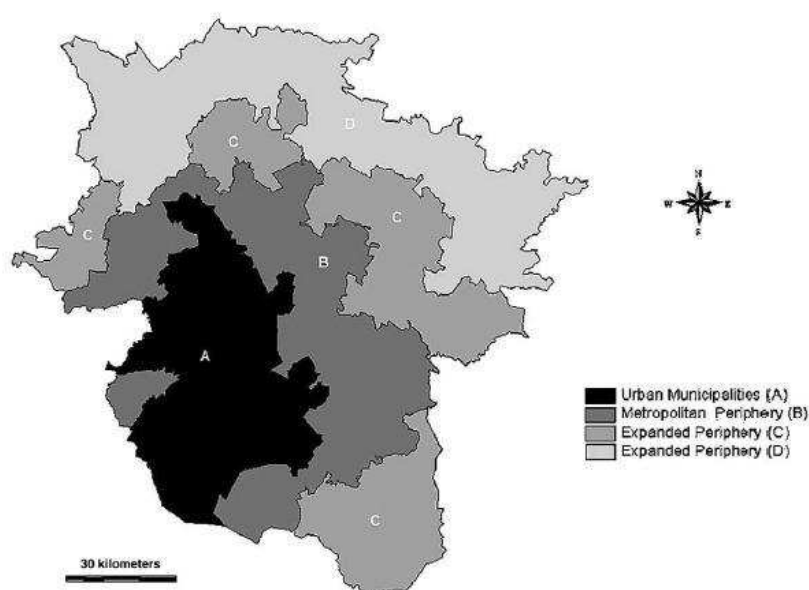 C
D
N
C
W E
C
S
B
A
Urban Municipalities (A)
Metropolitan Periphery (B)
Expanded Periphery (C)
Expanded Periphery (D)
C
30 kilometers